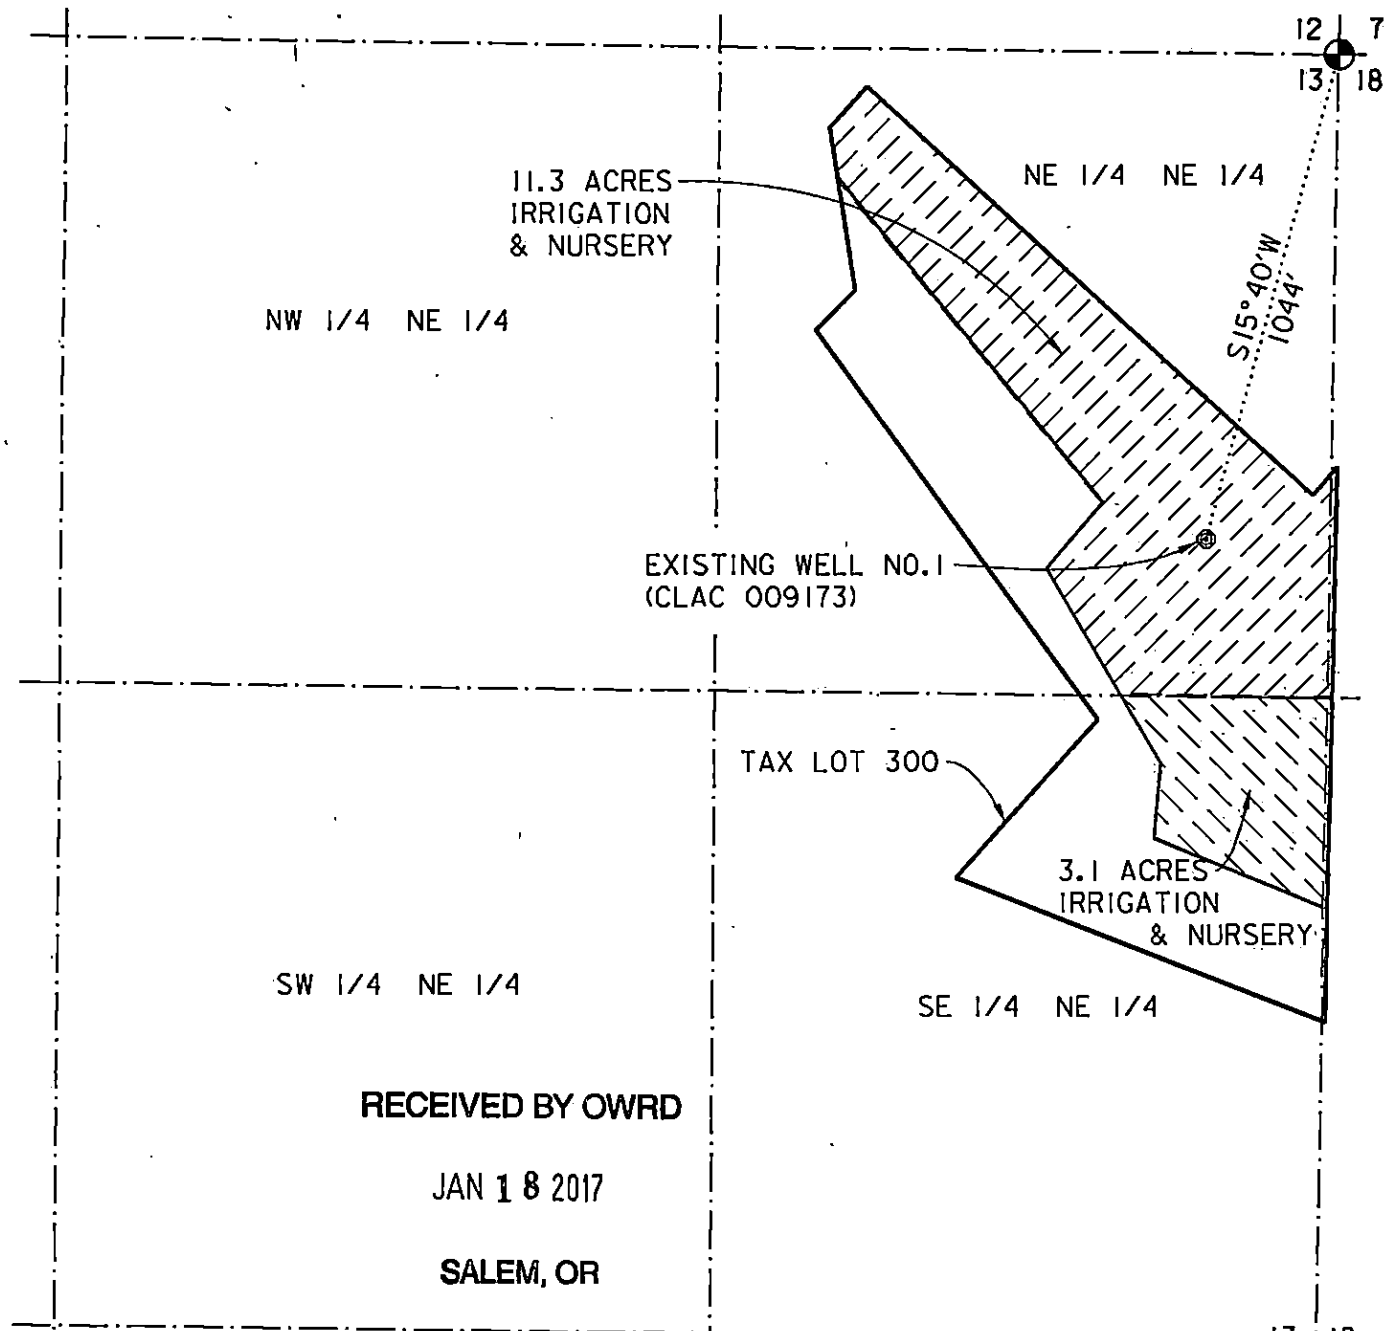 12 7
13 18
11.3 ACRES
IRRIGATION
& NURSERY
NE 1/4 NE 1/4
S15°40'W
1044'
NW 1/4 NE 1/4
EXISTING WELL NO.1
(CLAC 009173)
TAX LOT 300
3.1 ACRES
IRRIGATION
& NURSERY
SW 1/4 NE 1/4
SE 1/4 NE 1/4
RECEIVED BY OWRD
JAN 18 2017
SALEM, OR